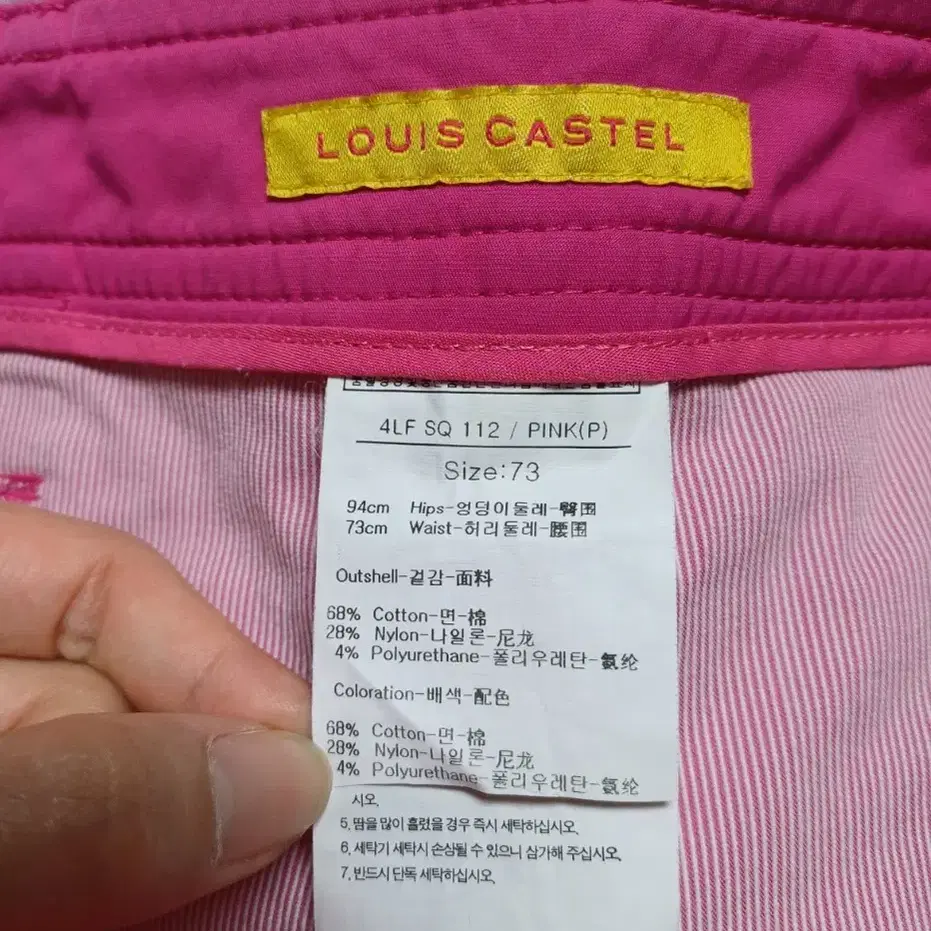 LOUIS CASTEL
4LF SQ 112 / PINK(P)
Size:73
94cm Hips-엉덩이둘레-臀围
73cm Waist-허리둘레-腰围
Outshell-겉감-面料
68% Cotton-면-棉
28% Nylon-나일론-尼龙
4% Polyurethane-폴리우레탄-氨纶
Coloration-배색-配色
68% Cotton-면-棉
28% Nylon-나일론-尼龙
4% Polyurethane-폴리우레탄-氨纶
시오.
5. 땀을 많이 흘렸을 경우 즉시 세탁하십시오.
6. 세탁기 세탁시 손상될 수 있으니 삼가해 주십시오.
7. 반드시 단독 세탁하십시오.